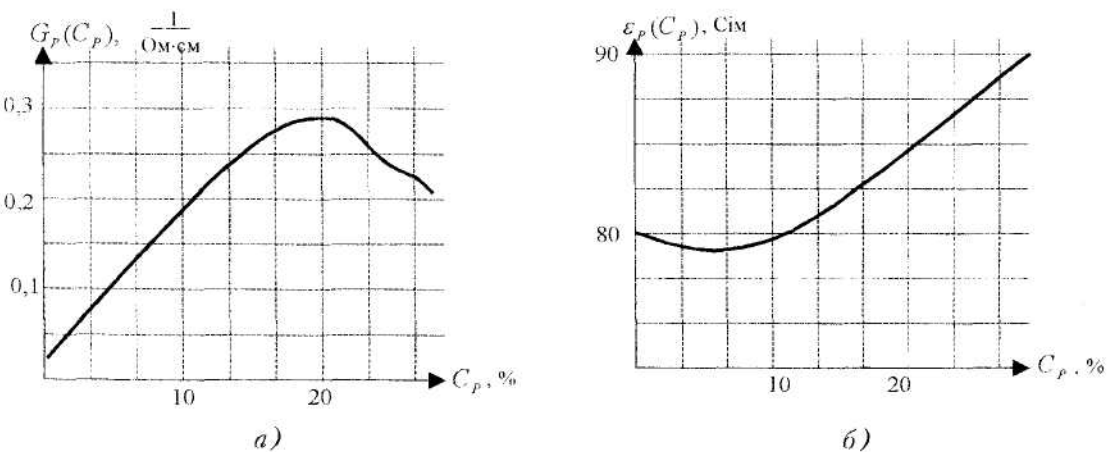 G_P(C_P), 1/Ом·см
0,3
0,2
0,1
10 20 C_P, %
а)
ε_P(C_P), Сім
90
80
10 20 C_P, %
б)